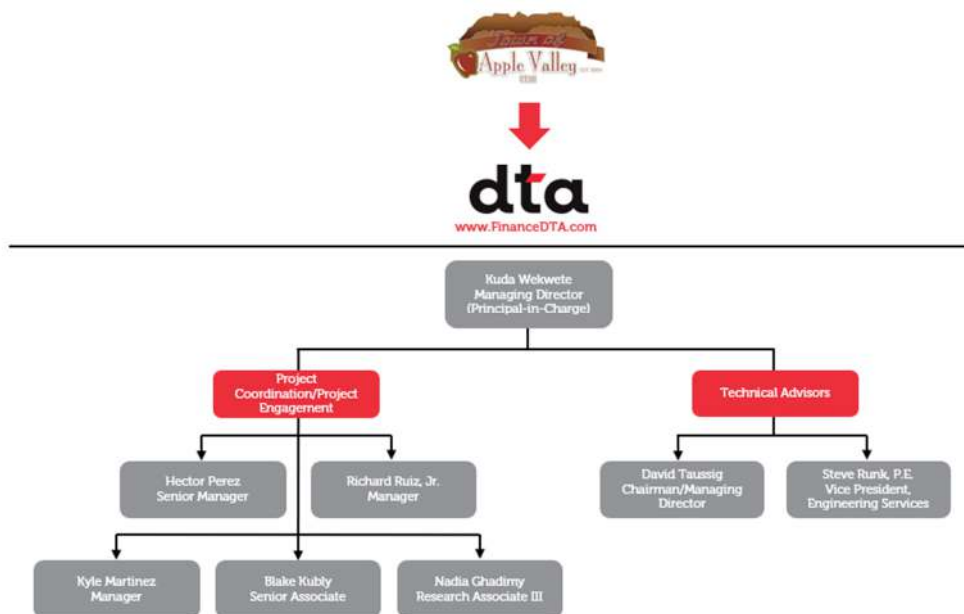 Town of
Apple Valley
www.FinanceDTA.com
dta
Kuda Wekwete
Managing Director
(Principal-in-Charge)
Project
Coordination/Project
Engagement
Technical Advisors
Hector Perez
Senior Manager
Richard Ruiz, Jr.
Manager
David Taussig
Chairman/Managing
Director
Steve Runk, P.E.
Vice President,
Engineering Services
Kyle Martinez
Manager
Blake Kubly
Senior Associate
Nadia Ghadimy
Research Associate III